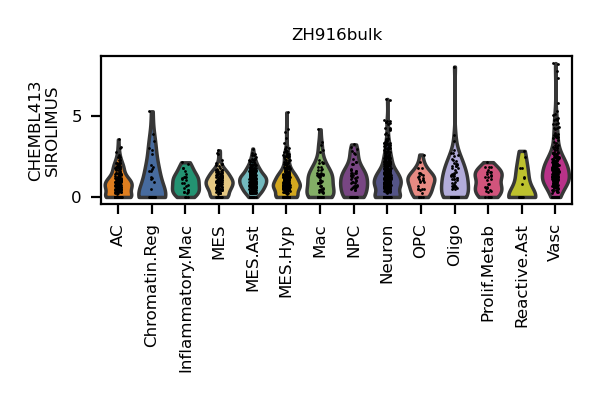 ZH916bulk
CHEMBL413
SIROLIMUS
5
0
AC
Chromatin.Reg
Inflammatory.Mac
MES
MES.Ast
MES.Hyp
Mac
NPC
Neuron
OPC
Oligo
Prolif.Metab
Reactive.Ast
Vasc